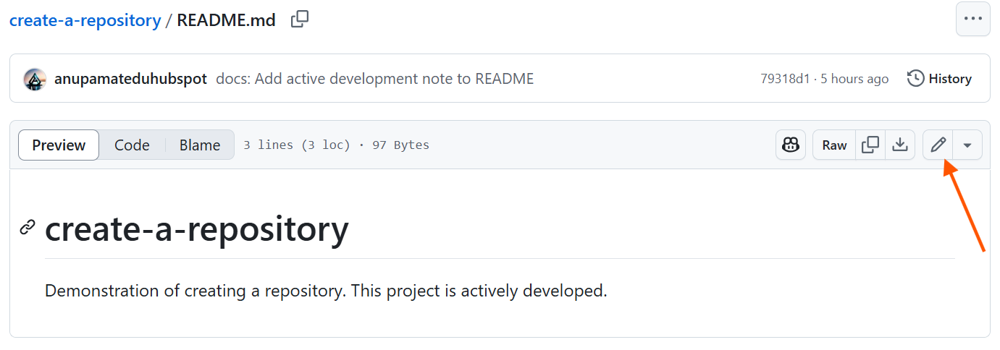 create-a-repository / README.md
anupamateduhubspot docs: Add active development note to README 79318d1 · 5 hours ago History
Preview Code Blame 3 lines (3 loc) · 97 Bytes Raw
create-a-repository
Demonstration of creating a repository. This project is actively developed.